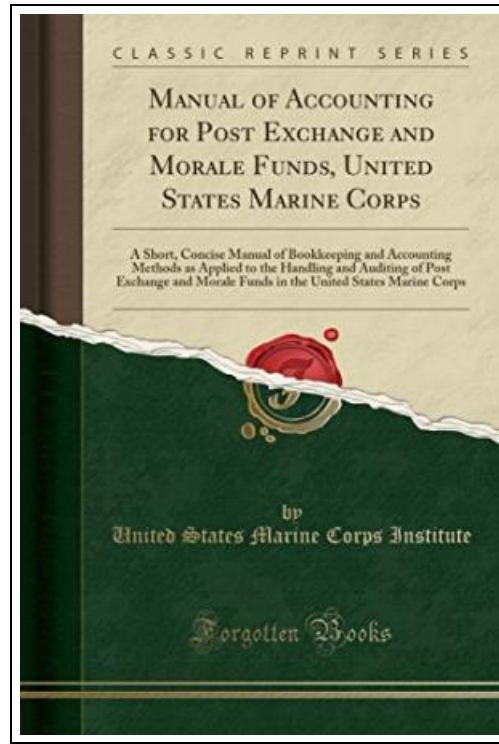 CLASSIC REPRINT SERIES
MANUAL OF ACCOUNTING
FOR POST EXCHANGE AND
MORALE FUNDS, UNITED
STATES MARINE CORPS
A Short, Concise Manual of Bookkeeping and Accounting
Methods as Applied to the Handling and Auditing of Post
Exchange and Morale Funds in the United States Marine Corps
by
United States Marine Corps Institute
Forgotten Books